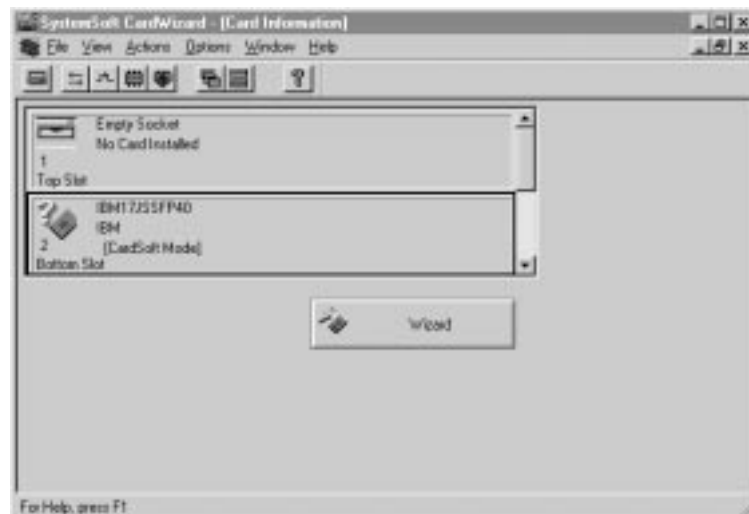 SystemSoft CardWizard - [Card Information]
File View Actions Options Window Help
Empty Socket
No Card Installed
1
Top Slot
IBM17JSSFP40
IBM
2
[CardSoft Mode]
Bottom Slot
Wizard
For Help, press F1